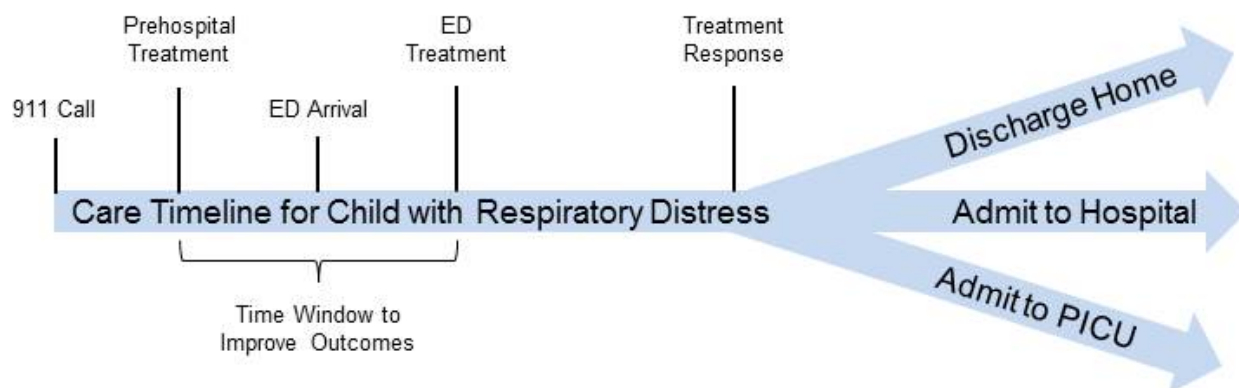 Prehospital
Treatment
ED
Treatment
Treatment
Response
911 Call
ED Arrival
Care Timeline for Child with Respiratory Distress
Discharge Home
Admit to Hospital
Admit to PICU
Time Window to
Improve Outcomes